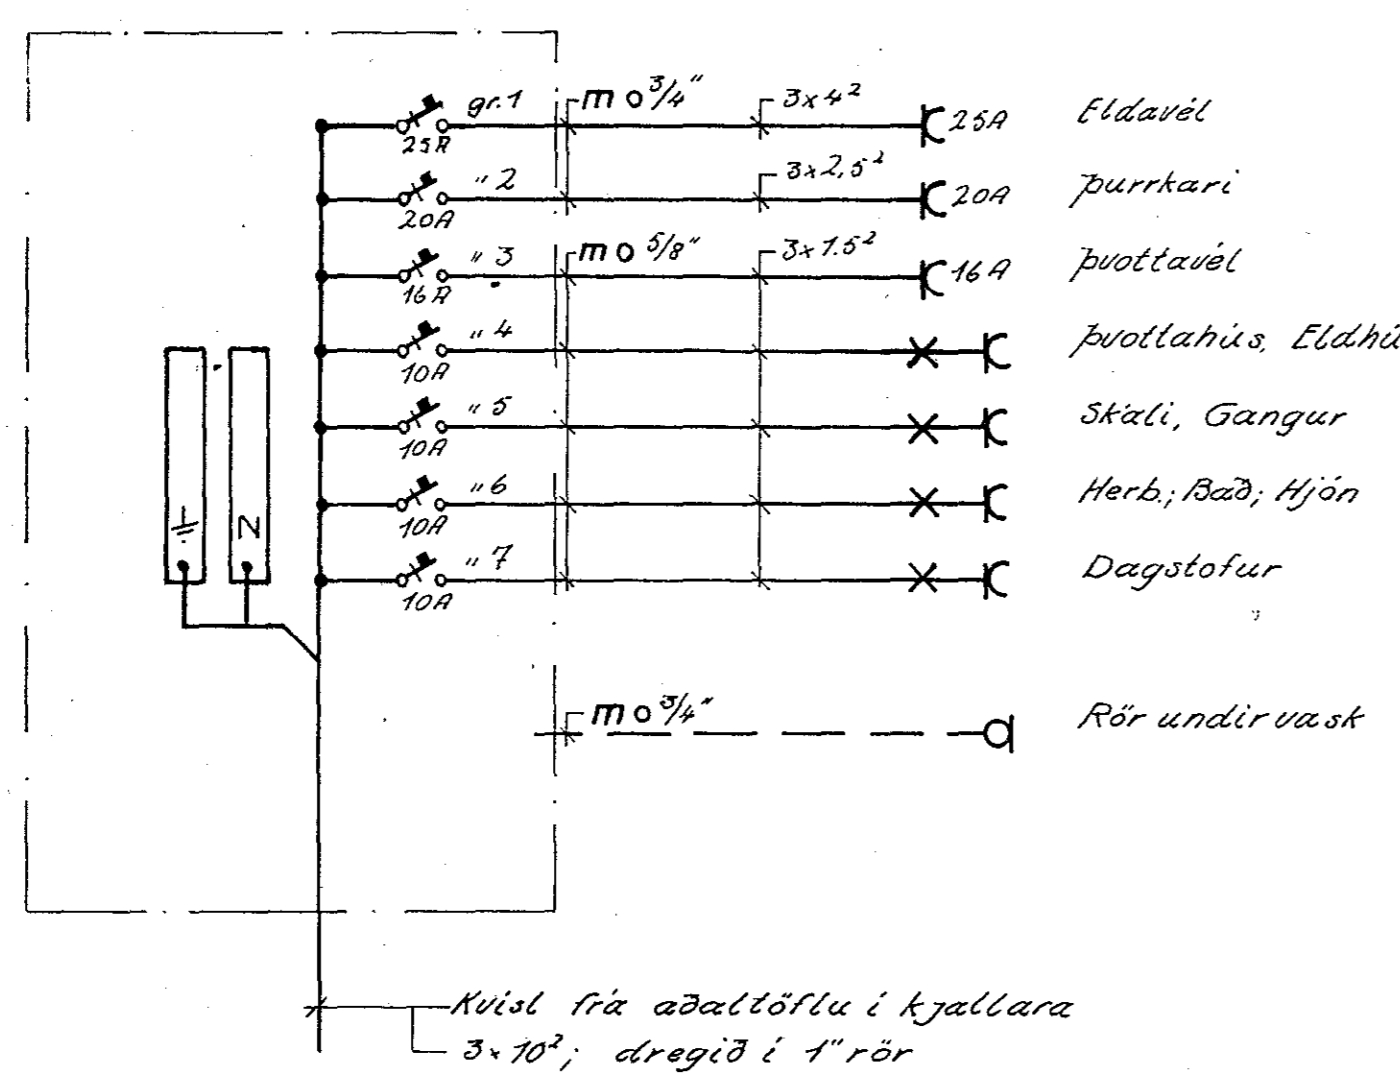 gr.1 mo 3/4" 3x4² 25A Eldavél
25A
"2 3x2,5² 20A þurrkari
20A
"3 mo 5/8" 3x1.5² 16A þvottavél
16A
"4 þvottahús, Eldhú
10A
"5 Skáli, Gangur
10A
"6 Herb.; Bað; Hjón
10A
"7 Dagstofur
10A
N
mo 3/4" Rör undir vask
Kvísl frá aðaltöflu í kjallara
3x10²; dregið í 1" rör